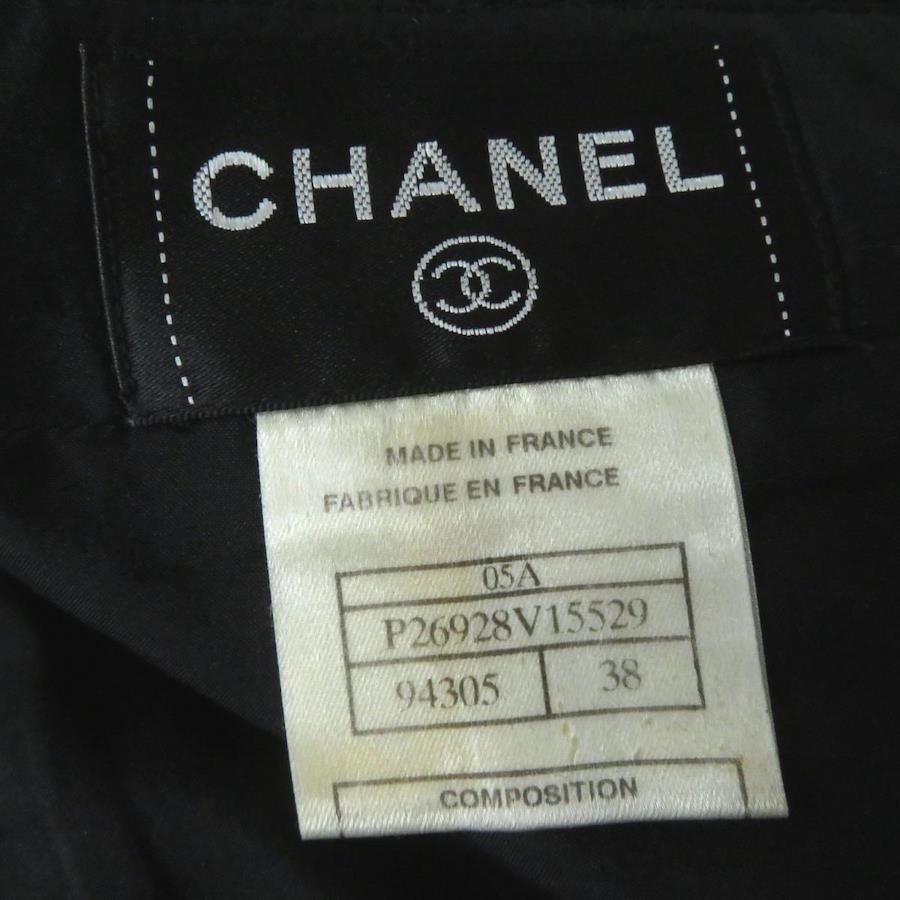 CHANEL
MADE IN FRANCE
FABRIQUE EN FRANCE
05A
P26928V15529
94305 38
COMPOSITION